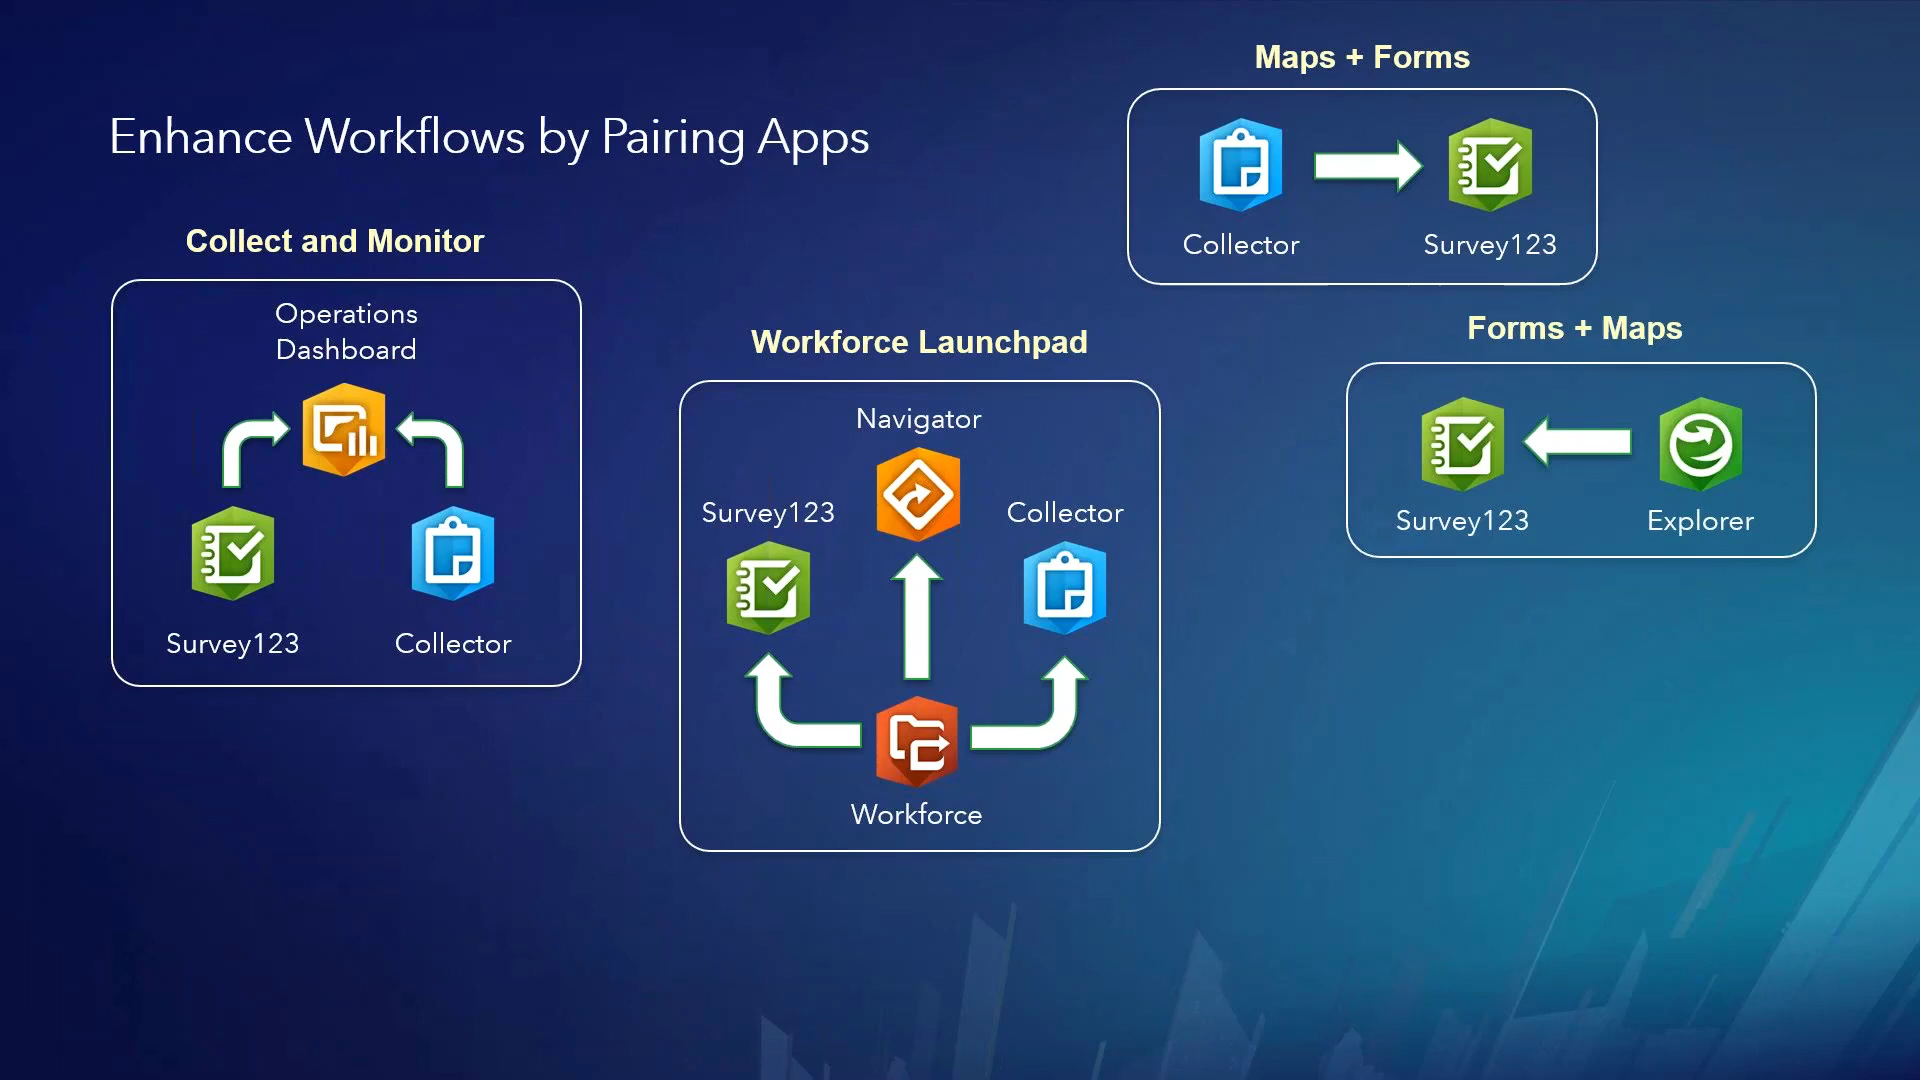 Enhance Workflows by Pairing Apps
Collect and Monitor
Operations
Dashboard
Survey123
Collector
Workforce Launchpad
Navigator
Survey123
Collector
Workforce
Maps + Forms
Collector
Survey123
Forms + Maps
Survey123
Explorer